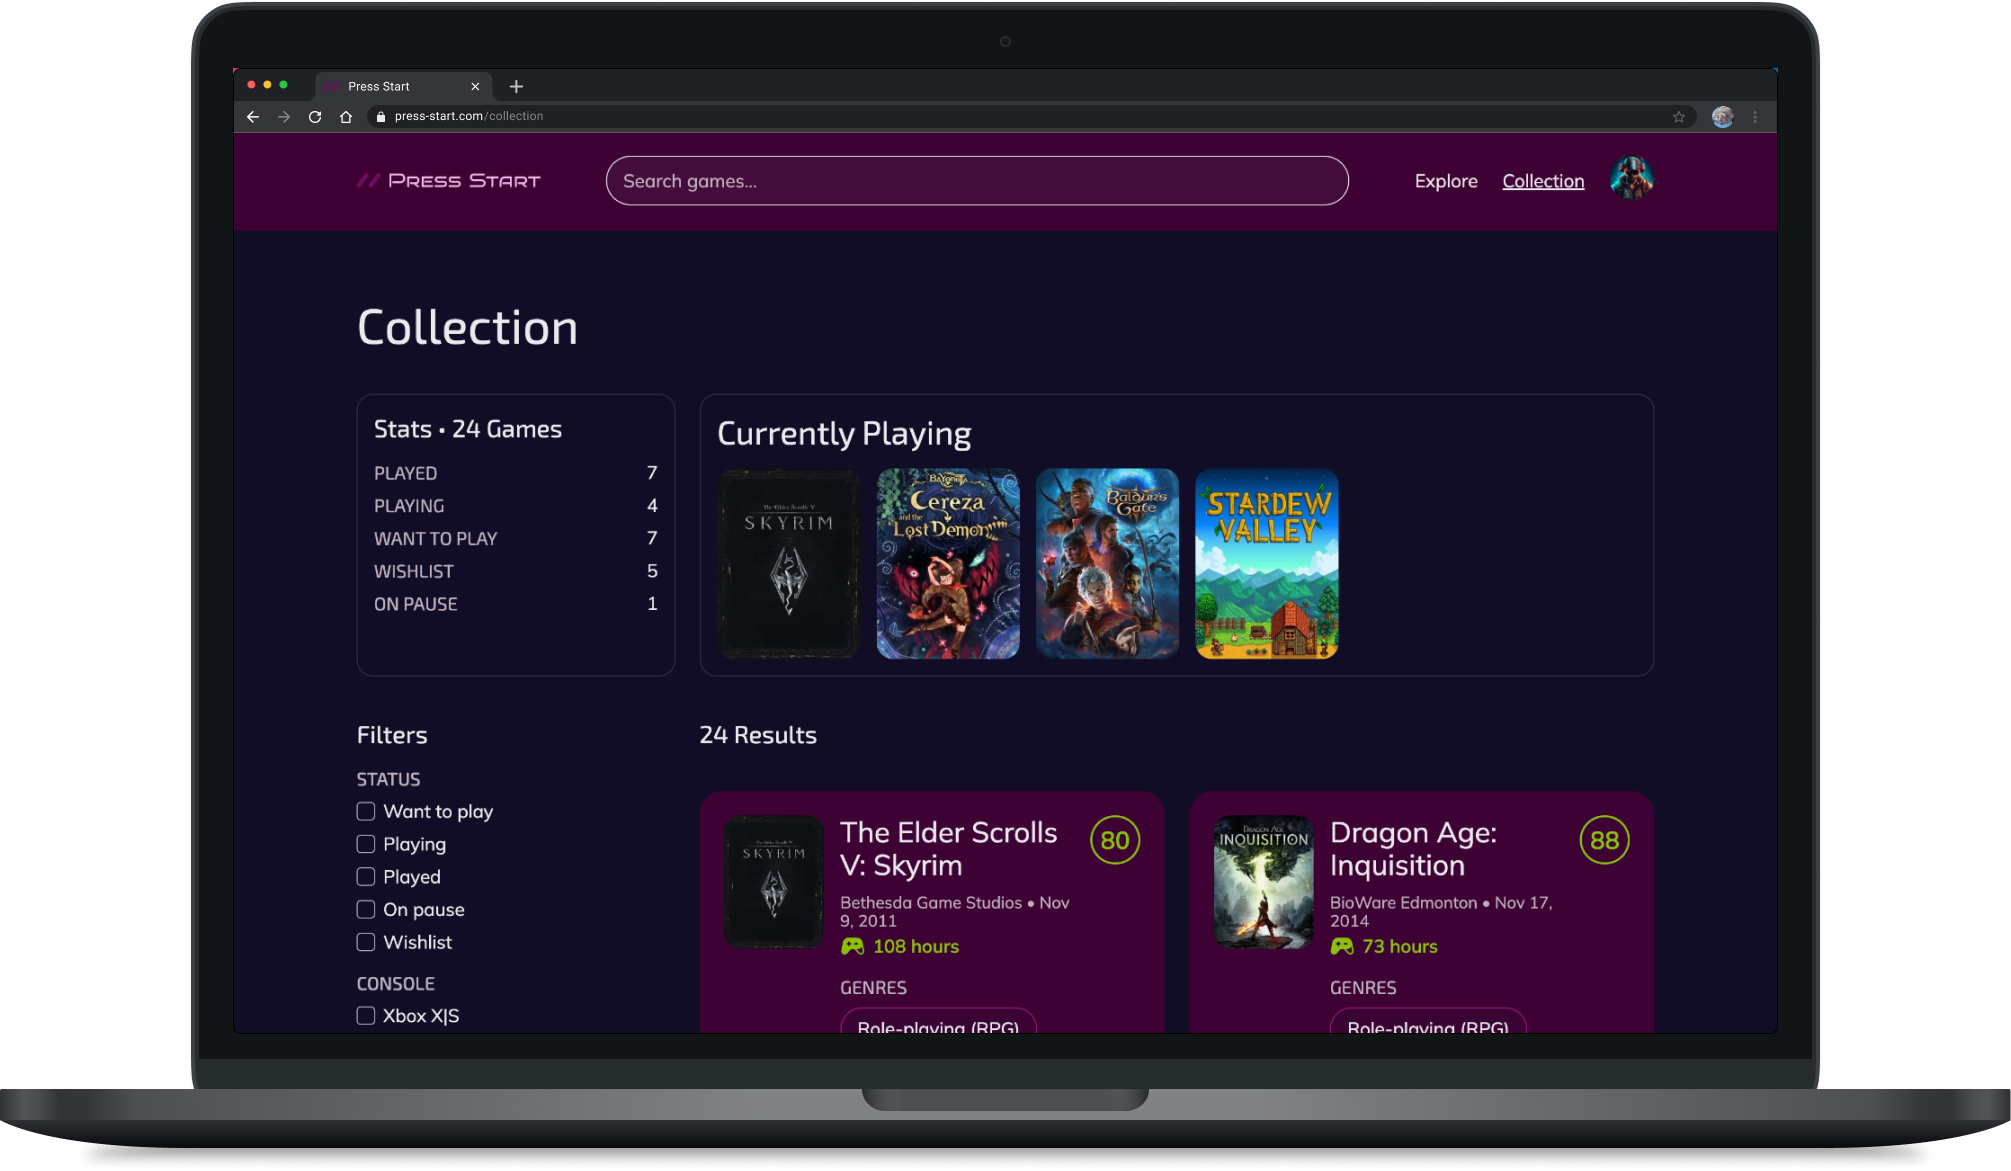 Press Start
press-start.com/collection
// PRESS START
Search games...
Explore
Collection
Collection
Stats • 24 Games
PLAYED 7
PLAYING 4
WANT TO PLAY 7
WISHLIST 5
ON PAUSE 1
Currently Playing
The Elder Scrolls V
SKYRIM
BAYONETTA
Cereza
and the
Lost Demon
Baldur's
Gate
STARDEW
VALLEY
Filters
STATUS
Want to play
Playing
Played
On pause
Wishlist
CONSOLE
Xbox X|S
24 Results
SKYRIM
The Elder Scrolls
V: Skyrim
80
Bethesda Game Studios • Nov
9, 2011
108 hours
GENRES
Role-playing (RPG)
DRAGON AGE
INQUISITION
Dragon Age:
Inquisition
88
BioWare Edmonton • Nov 17,
2014
73 hours
GENRES
Role-playing (RPG)